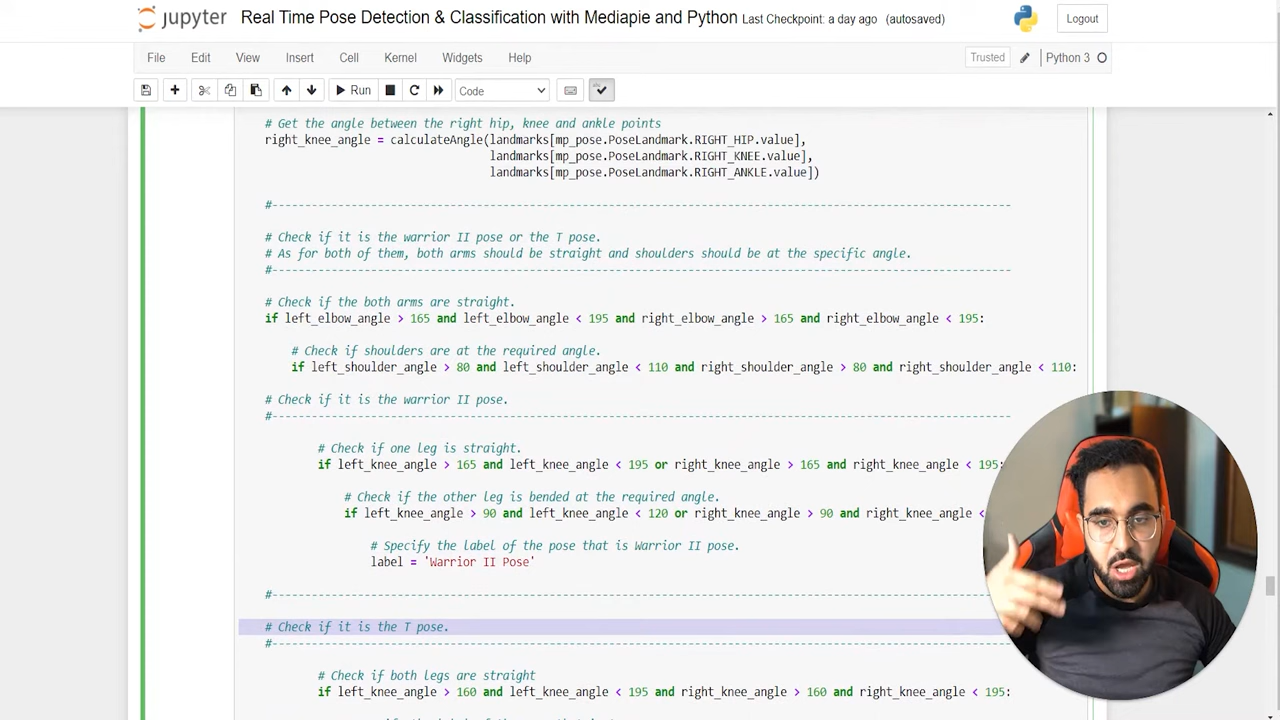 jupyter Real Time Pose Detection & Classification with Mediapie and Python Last Checkpoint: a day ago (autosaved) Logout
File Edit View Insert Cell Kernel Widgets Help Trusted Python 3
Run Code
# Get the angle between the right hip, knee and ankle points
right_knee_angle = calculateAngle(landmarks[mp_pose.PoseLandmark.RIGHT_HIP.value],
landmarks[mp_pose.PoseLandmark.RIGHT_KNEE.value],
landmarks[mp_pose.PoseLandmark.RIGHT_ANKLE.value])
#----------------------------------------------------------------------------------------------------------------
# Check if it is the warrior II pose or the T pose.
# As for both of them, both arms should be straight and shoulders should be at the specific angle.
#----------------------------------------------------------------------------------------------------------------
# Check if the both arms are straight.
if left_elbow_angle > 165 and left_elbow_angle < 195 and right_elbow_angle > 165 and right_elbow_angle < 195:
# Check if shoulders are at the required angle.
if left_shoulder_angle > 80 and left_shoulder_angle < 110 and right_shoulder_angle > 80 and right_shoulder_angle < 110:
# Check if it is the warrior II pose.
#----------------------------------------------------------------------------------------------------------------
# Check if one leg is straight.
if left_knee_angle > 165 and left_knee_angle < 195 or right_knee_angle > 165 and right_knee_angle < 195:
# Check if the other leg is bended at the required angle.
if left_knee_angle > 90 and left_knee_angle < 120 or right_knee_angle > 90 and right_knee_angle <
# Specify the label of the pose that is Warrior II pose.
label = 'Warrior II Pose'
#----------------------------------------------------------------------------------------------------------------
# Check if it is the T pose.
#----------------------------------------------------------------------------------------------------------------
# Check if both legs are straight
if left_knee_angle > 160 and left_knee_angle < 195 and right_knee_angle > 160 and right_knee_angle < 195: